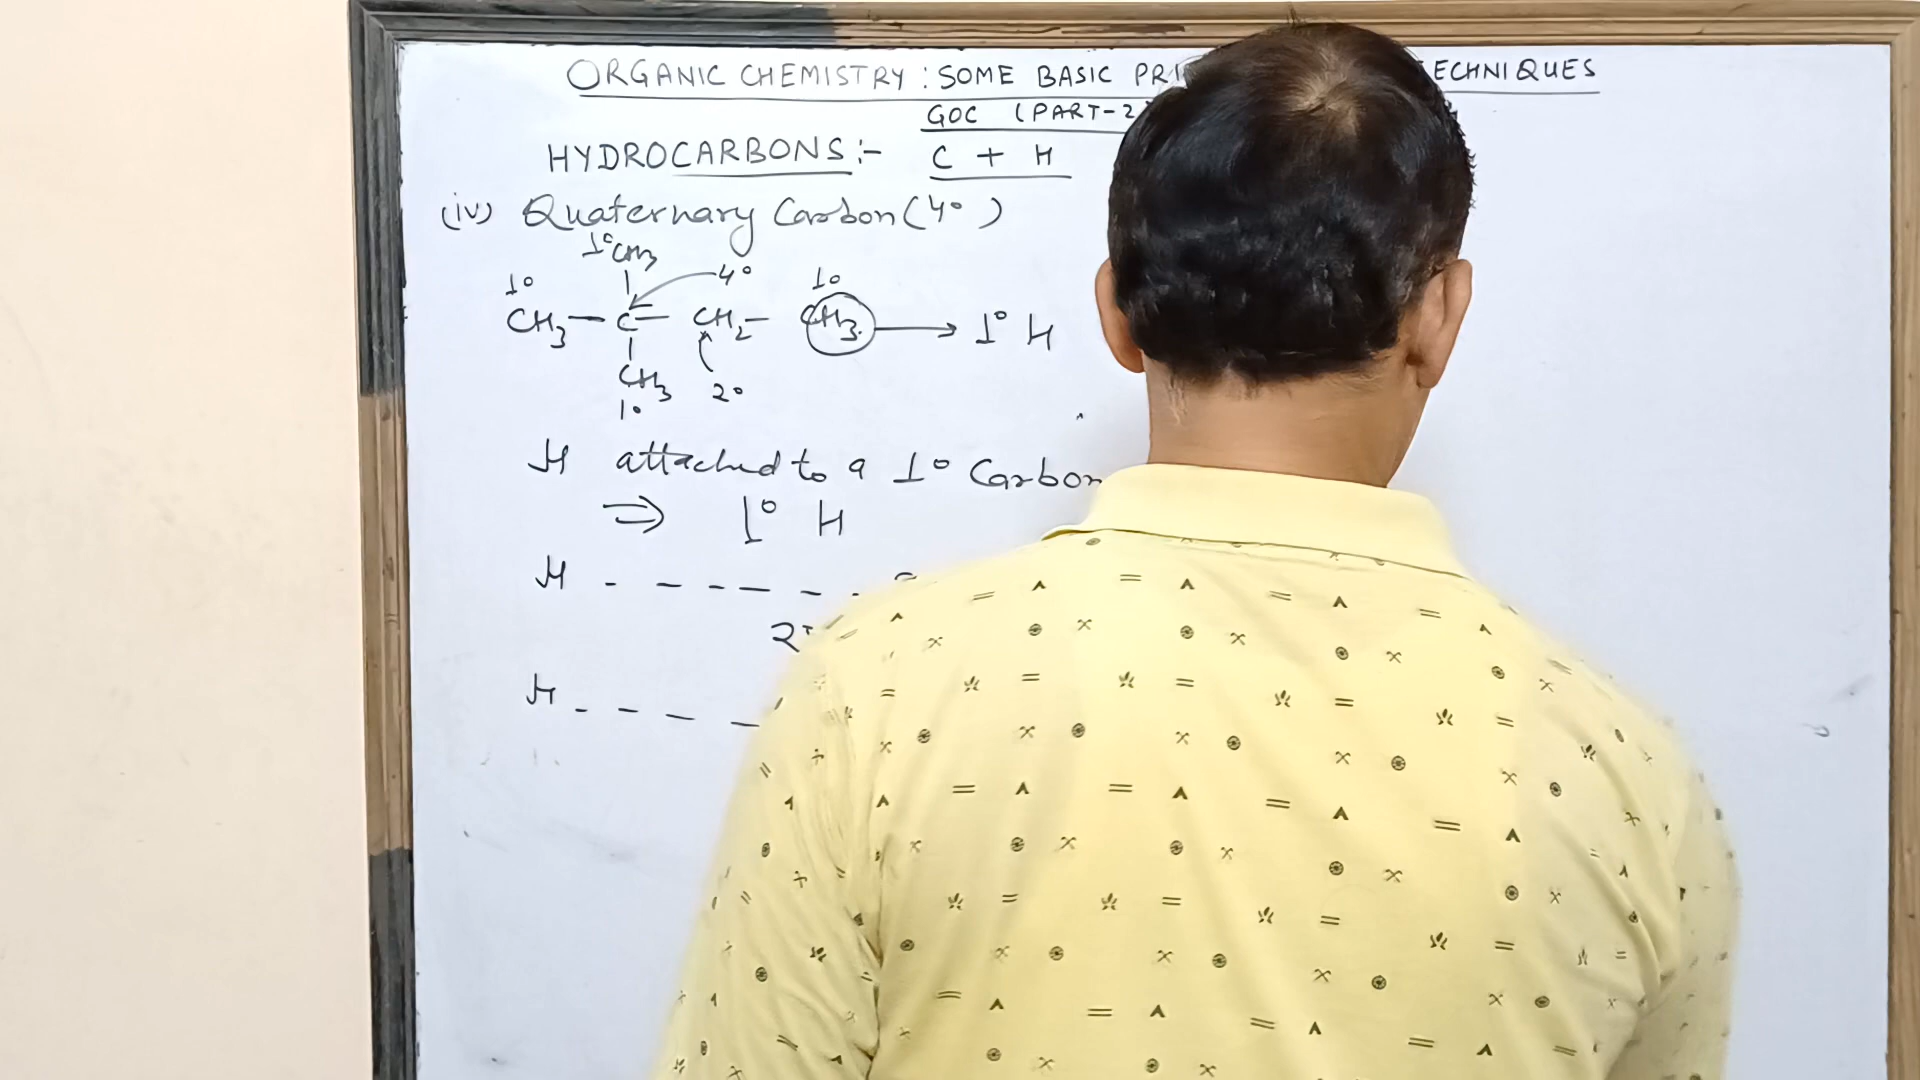 ORGANIC CHEMISTRY : SOME BASIC ECHNIQUES
GOC (PART-2
HYDROCARBONS :- C + H
(iv) Quaternary Carbon (4°)
1° CH3
1° 4° 1°
CH3 — C — CH2 — CH3 → 1° H
CH3 2°
1°
H attached to a 1° Carbon
⇒ 1° H
H - - - - - -
2°
H - - - -